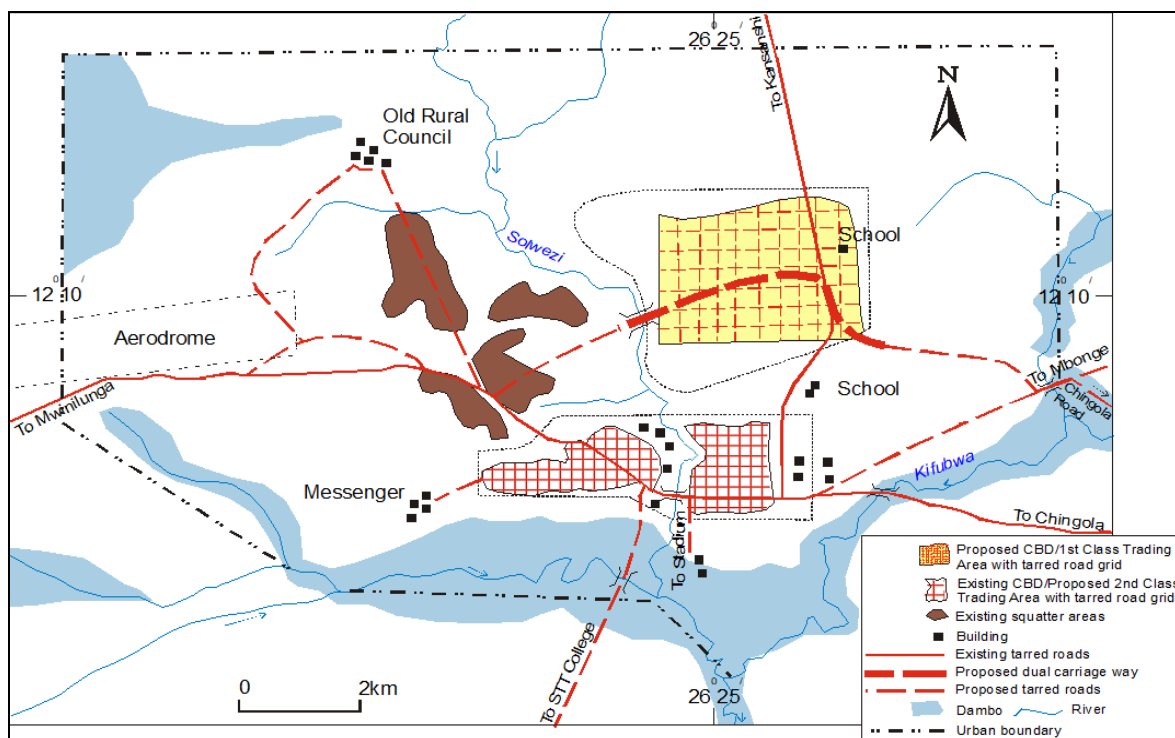 26 25
To Kansanshi
N
Old Rural
Council
Solwezi
School
12 10
12 10
Aerodrome
To Mwinilunga
School
To Mbonge
Chingola
Road
Kifubwa
Messenger
To Stadium
To Chingola
To STT College
0 2km
26 25
Proposed CBD/1st Class Trading
Area with tarred road grid
Existing CBD/Proposed 2nd Class
Trading Area with tarred road grid
Existing squatter areas
Building
Existing tarred roads
Proposed dual carriage way
Proposed tarred roads
Dambo River
Urban boundary